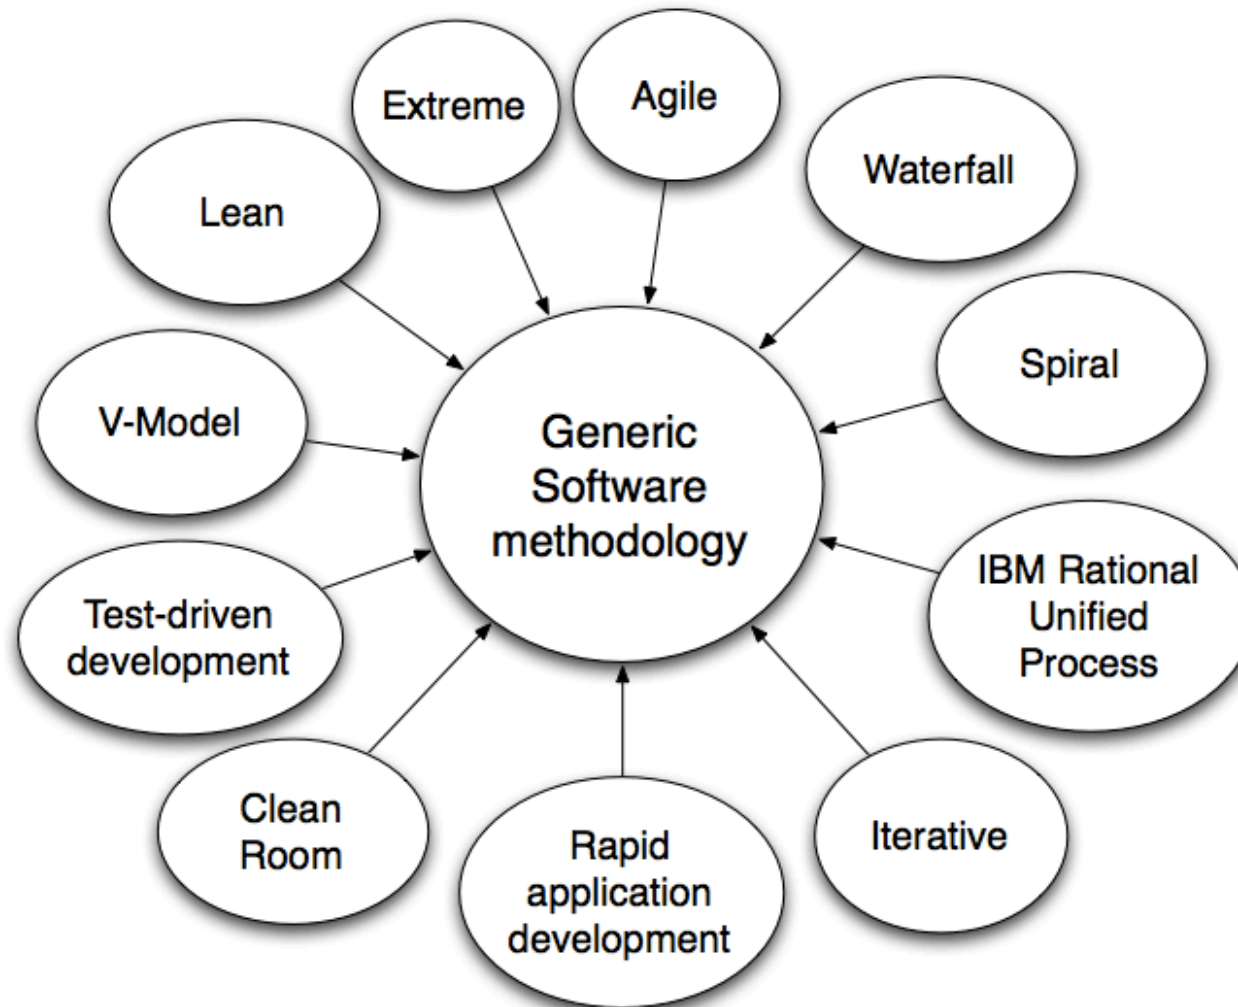 Extreme
Agile
Waterfall
Lean
Spiral
V-Model
Generic
Software
methodology
IBM Rational
Unified
Process
Test-driven
development
Clean
Room
Rapid
application
development
Iterative